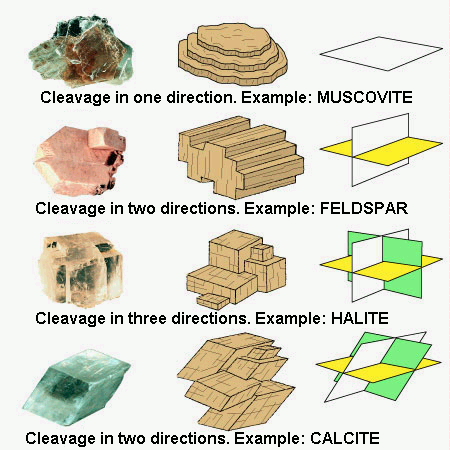 Cleavage in one direction. Example: MUSCOVITE
Cleavage in two directions. Example: FELDSPAR
Cleavage in three directions. Example: HALITE
Cleavage in two directions. Example: CALCITE